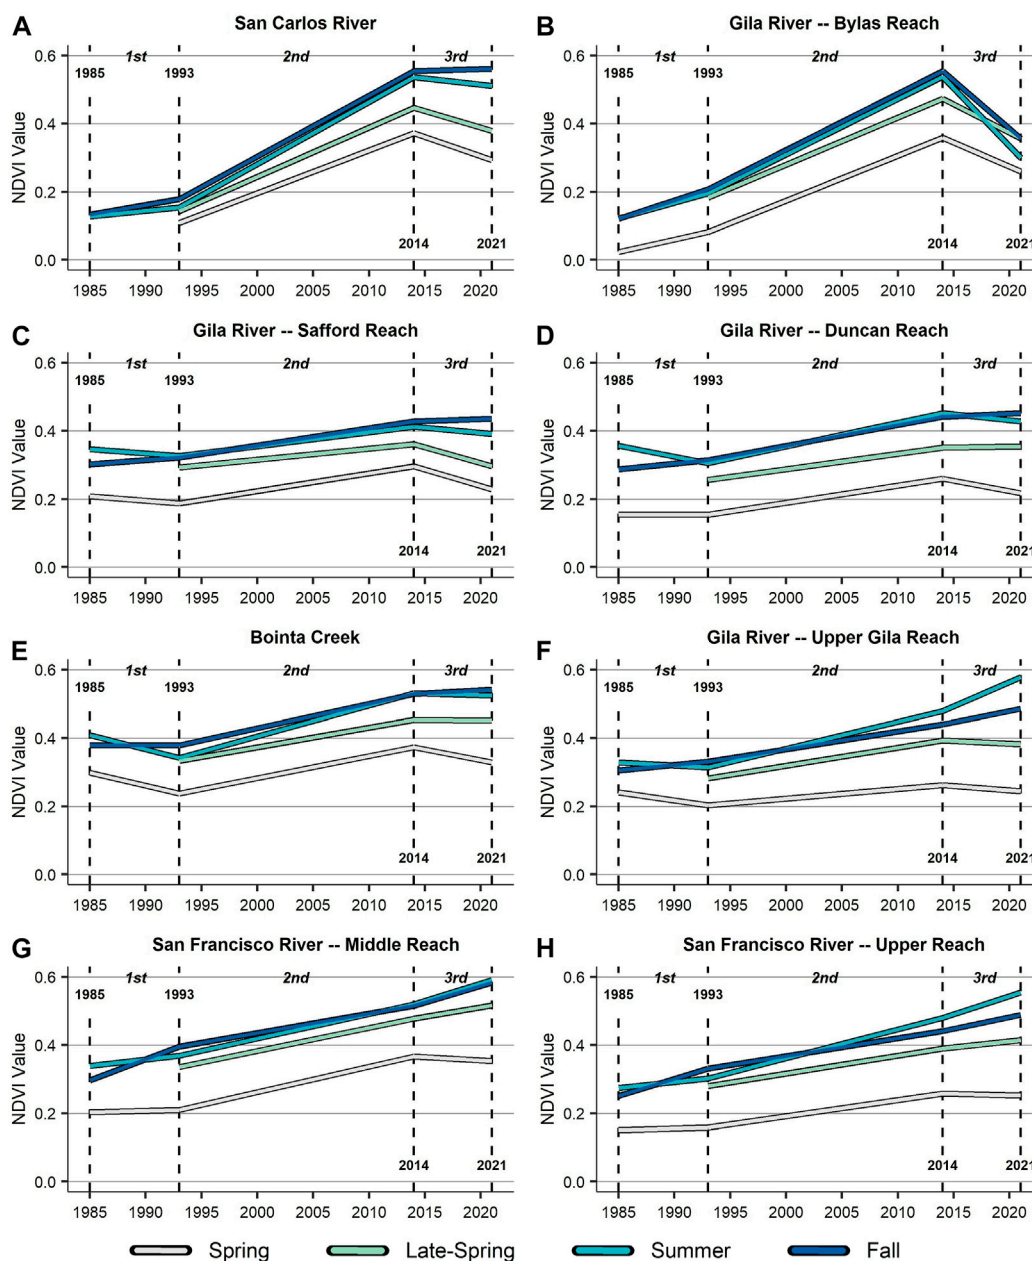 A San Carlos River
B Gila River -- Bylas Reach
0.6 1985 1st 1993 2nd 3rd
0.4
NDVI Value
0.2
0.0 2014 2021
1985 1990 1995 2000 2005 2010 2015 2020
0.6 1985 1st 1993 2nd 3rd
0.4
NDVI Value
0.2
0.0 2014 2021
1985 1990 1995 2000 2005 2010 2015 2020
C Gila River -- Safford Reach
D Gila River -- Duncan Reach
0.6 1985 1st 1993 2nd 3rd
0.4
NDVI Value
0.2
0.0 2014 2021
1985 1990 1995 2000 2005 2010 2015 2020
0.6 1985 1st 1993 2nd 3rd
0.4
NDVI Value
0.2
0.0 2014 2021
1985 1990 1995 2000 2005 2010 2015 2020
E Bointa Creek
F Gila River -- Upper Gila Reach
0.6 1985 1st 1993 2nd 3rd
0.4
NDVI Value
0.2
0.0 2014 2021
1985 1990 1995 2000 2005 2010 2015 2020
0.6 1985 1st 1993 2nd 3rd
0.4
NDVI Value
0.2
0.0 2014 2021
1985 1990 1995 2000 2005 2010 2015 2020
G San Francisco River -- Middle Reach
H San Francisco River -- Upper Reach
0.6 1985 1st 1993 2nd 3rd
0.4
NDVI Value
0.2
0.0 2014 2021
1985 1990 1995 2000 2005 2010 2015 2020
0.6 1985 1st 1993 2nd 3rd
0.4
NDVI Value
0.2
0.0 2014 2021
1985 1990 1995 2000 2005 2010 2015 2020
Spring Late-Spring Summer Fall